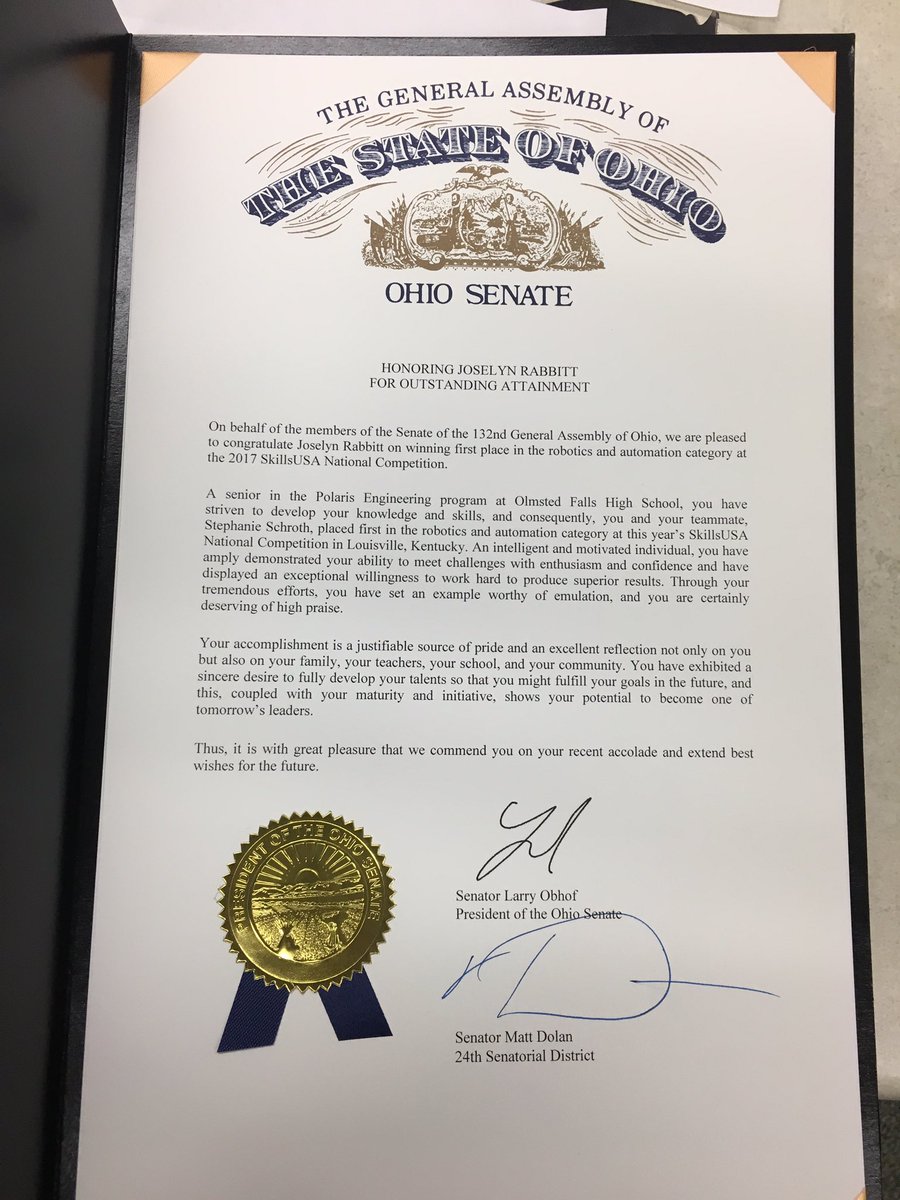 THE GENERAL ASSEMBLY OF
THE STATE OF OHIO
OHIO SENATE
HONORING JOSELYN RABBITT
FOR OUTSTANDING ATTAINMENT
On behalf of the members of the Senate of the 132nd General Assembly of Ohio, we are pleased
to congratulate Joselyn Rabbitt on winning first place in the robotics and automation category at
the 2017 SkillsUSA National Competition.
A senior in the Polaris Engineering program at Olmsted Falls High School, you have
striven to develop your knowledge and skills, and consequently, you and your teammate,
Stephanie Schroth, placed first in the robotics and automation category at this year's SkillsUSA
National Competition in Louisville, Kentucky. An intelligent and motivated individual, you have
amply demonstrated your ability to meet challenges with enthusiasm and confidence and have
displayed an exceptional willingness to work hard to produce superior results. Through your
tremendous efforts, you have set an example worthy of emulation, and you are certainly
deserving of high praise.
Your accomplishment is a justifiable source of pride and an excellent reflection not only on you
but also on your family, your teachers, your school, and your community. You have exhibited a
sincere desire to fully develop your talents so that you might fulfill your goals in the future, and
this, coupled with your maturity and initiative, shows your potential to become one of
tomorrow's leaders.
Thus, it is with great pleasure that we commend you on your recent accolade and extend best
wishes for the future.
PRESIDENT OF THE OHIO SENATE
Senator Larry Obhof
President of the Ohio Senate
Senator Matt Dolan
24th Senatorial District